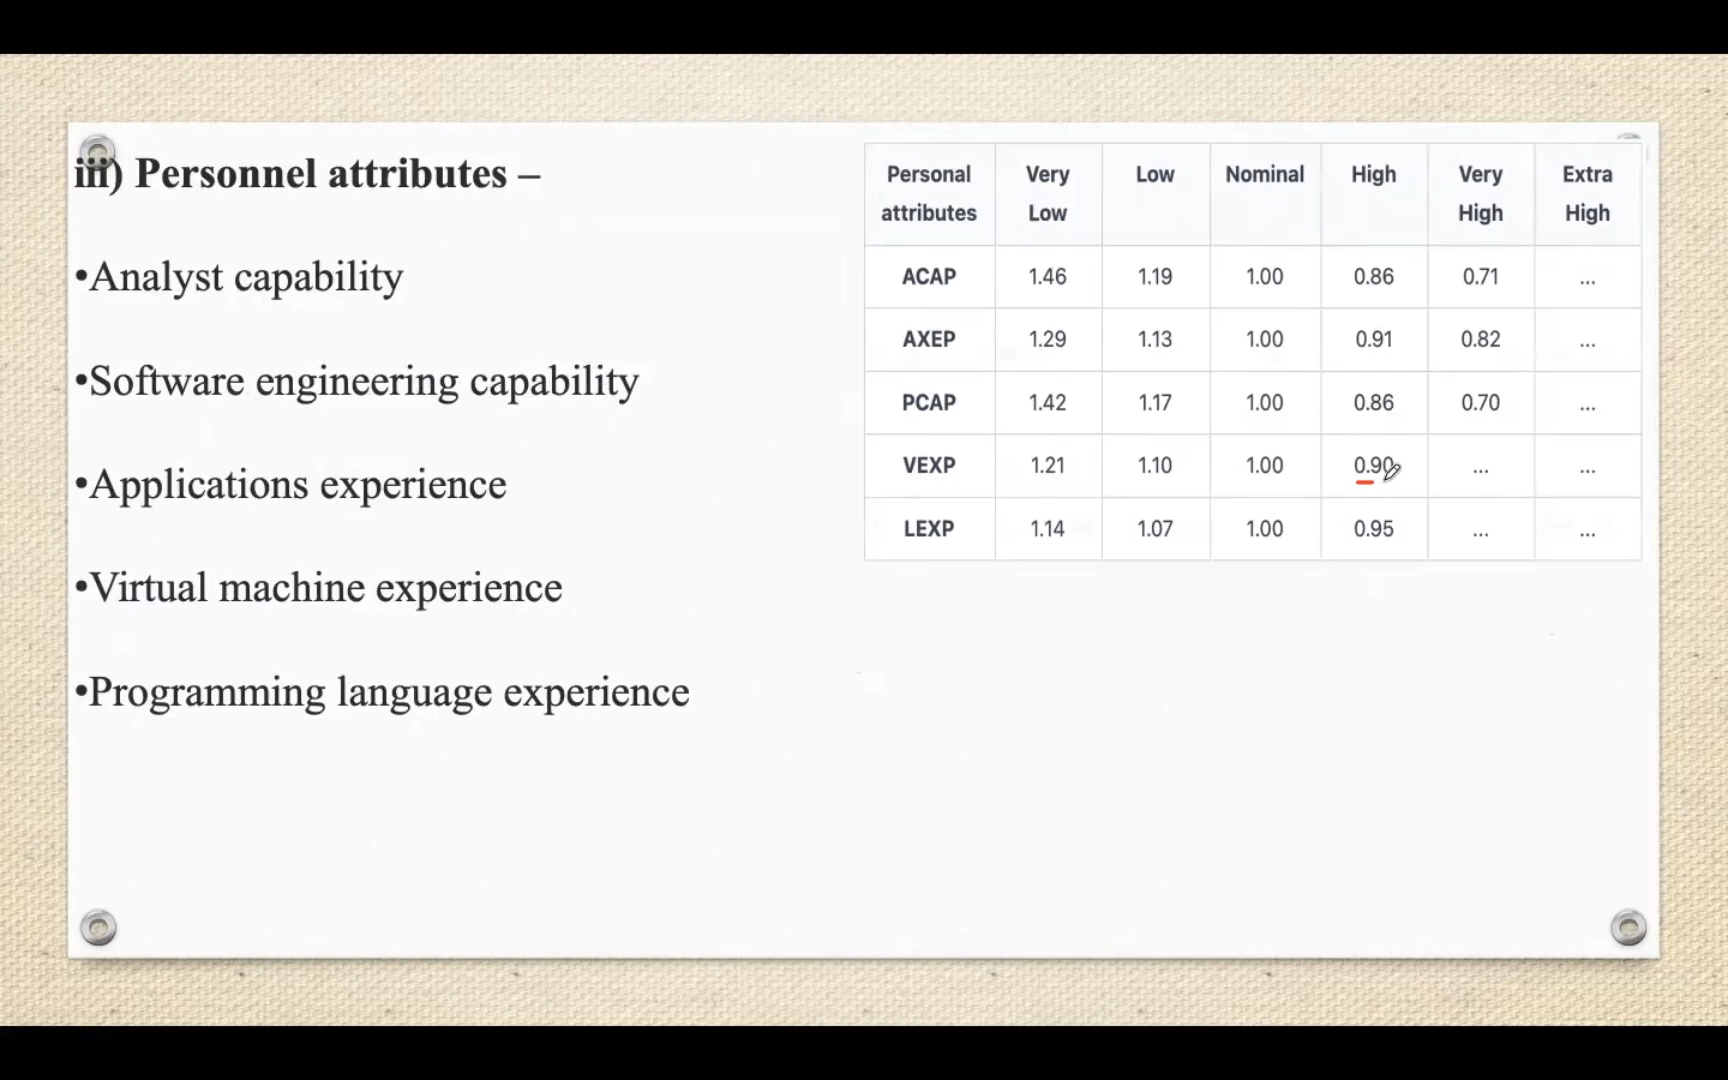 iii) Personnel attributes –
•Analyst capability
•Software engineering capability
•Applications experience
•Virtual machine experience
•Programming language experience
Personal attributes Very Low Low Nominal High Very High Extra High
ACAP 1.46 1.19 1.00 0.86 0.71 ...
AXEP 1.29 1.13 1.00 0.91 0.82 ...
PCAP 1.42 1.17 1.00 0.86 0.70 ...
VEXP 1.21 1.10 1.00 0.90 ... ...
LEXP 1.14 1.07 1.00 0.95 ... ...